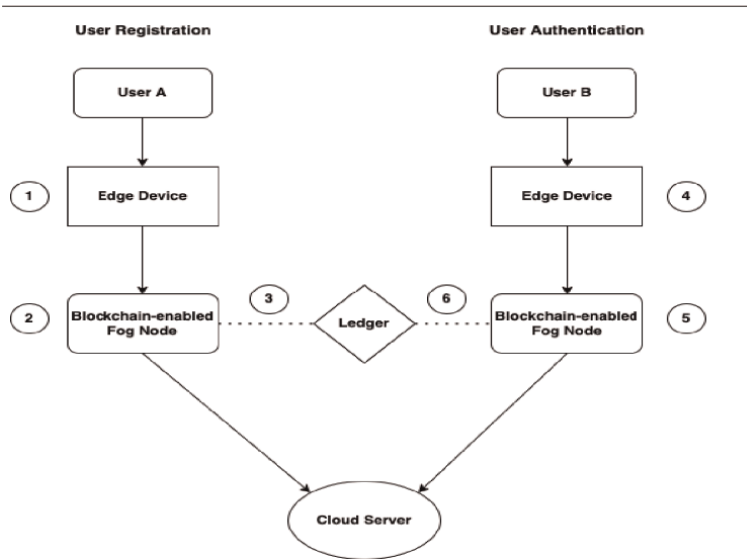 User Registration
User Authentication
User A
User B
1
Edge Device
Edge Device
4
2
Blockchain-enabled
Fog Node
3
Ledger
6
Blockchain-enabled
Fog Node
5
Cloud Server